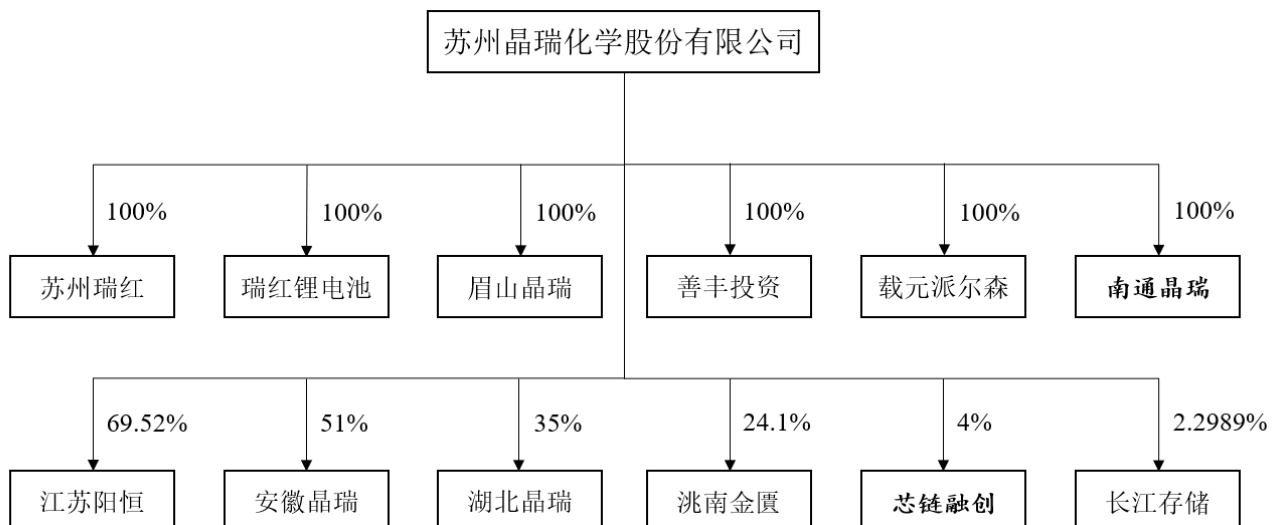 苏州晶瑞化学股份有限公司
100%
100%
100%
100%
100%
100%
苏州瑞红
瑞红锂电池
眉山晶瑞
善丰投资
载元派尔森
南通晶瑞
69.52%
51%
35%
24.1%
4%
2.2989%
江苏阳恒
安徽晶瑞
湖北晶瑞
洮南金匮
芯链融创
长江存储